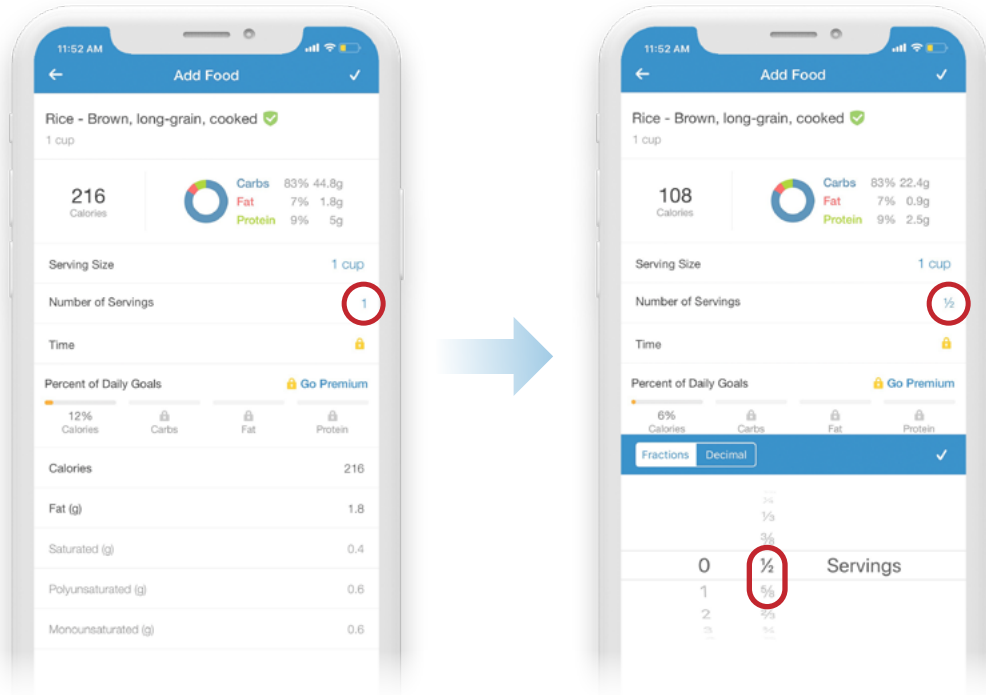 11:52 AM
Add Food
Rice - Brown, long-grain, cooked
1 cup
216
Calories
Carbs 83% 44.8g
Fat 7% 1.8g
Protein 9% 5g
Serving Size 1 cup
Number of Servings 1
Time
Percent of Daily Goals Go Premium
12%
Calories Carbs Fat Protein
Calories 216
Fat (g) 1.8
Saturated (g) 0.4
Polyunsaturated (g) 0.6
Monounsaturated (g) 0.6
11:52 AM
Add Food
Rice - Brown, long-grain, cooked
1 cup
108
Calories
Carbs 83% 22.4g
Fat 7% 0.9g
Protein 9% 2.5g
Serving Size 1 cup
Number of Servings ½
Time
Percent of Daily Goals Go Premium
6%
Calories Carbs Fat Protein
Fractions Decimal
⅓
⅜
0 ½ Servings
1 ⅝
2 ⅔
3